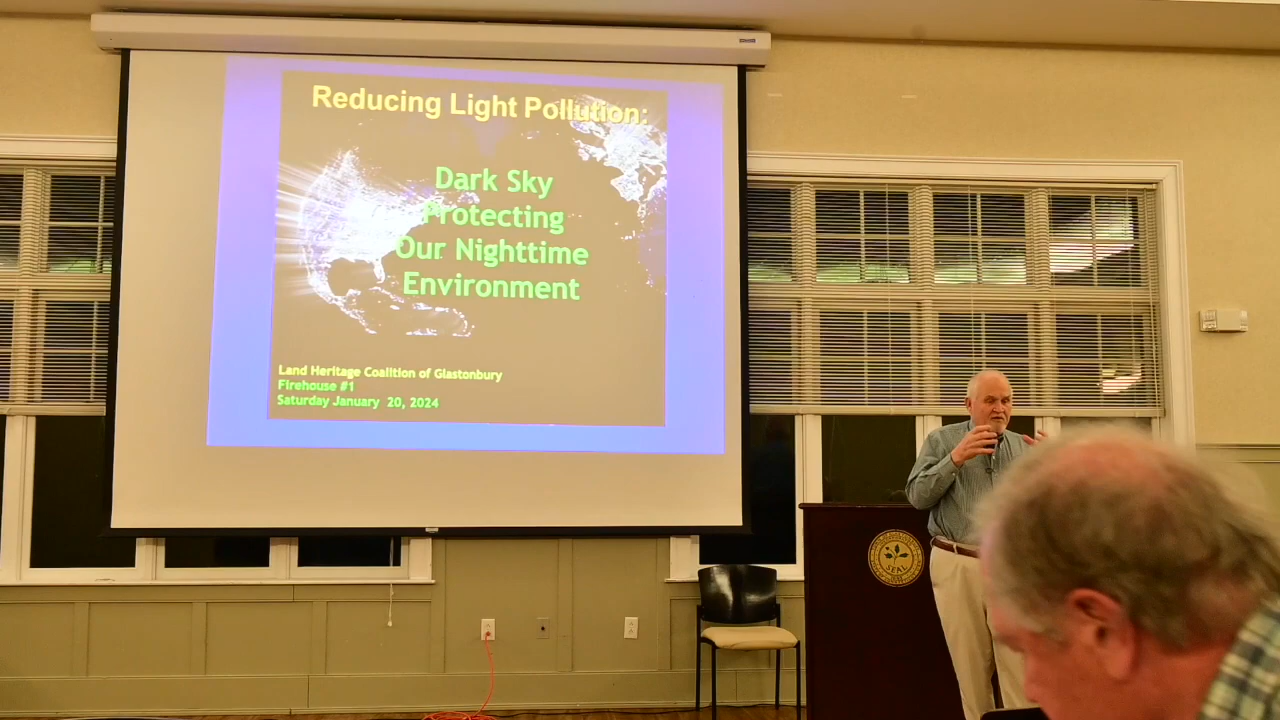 Reducing Light Pollution:
Dark Sky
Protecting
Our Nighttime
Environment
Land Heritage Coalition of Glastonbury
Firehouse #1
Saturday January 20, 2024
SEAL